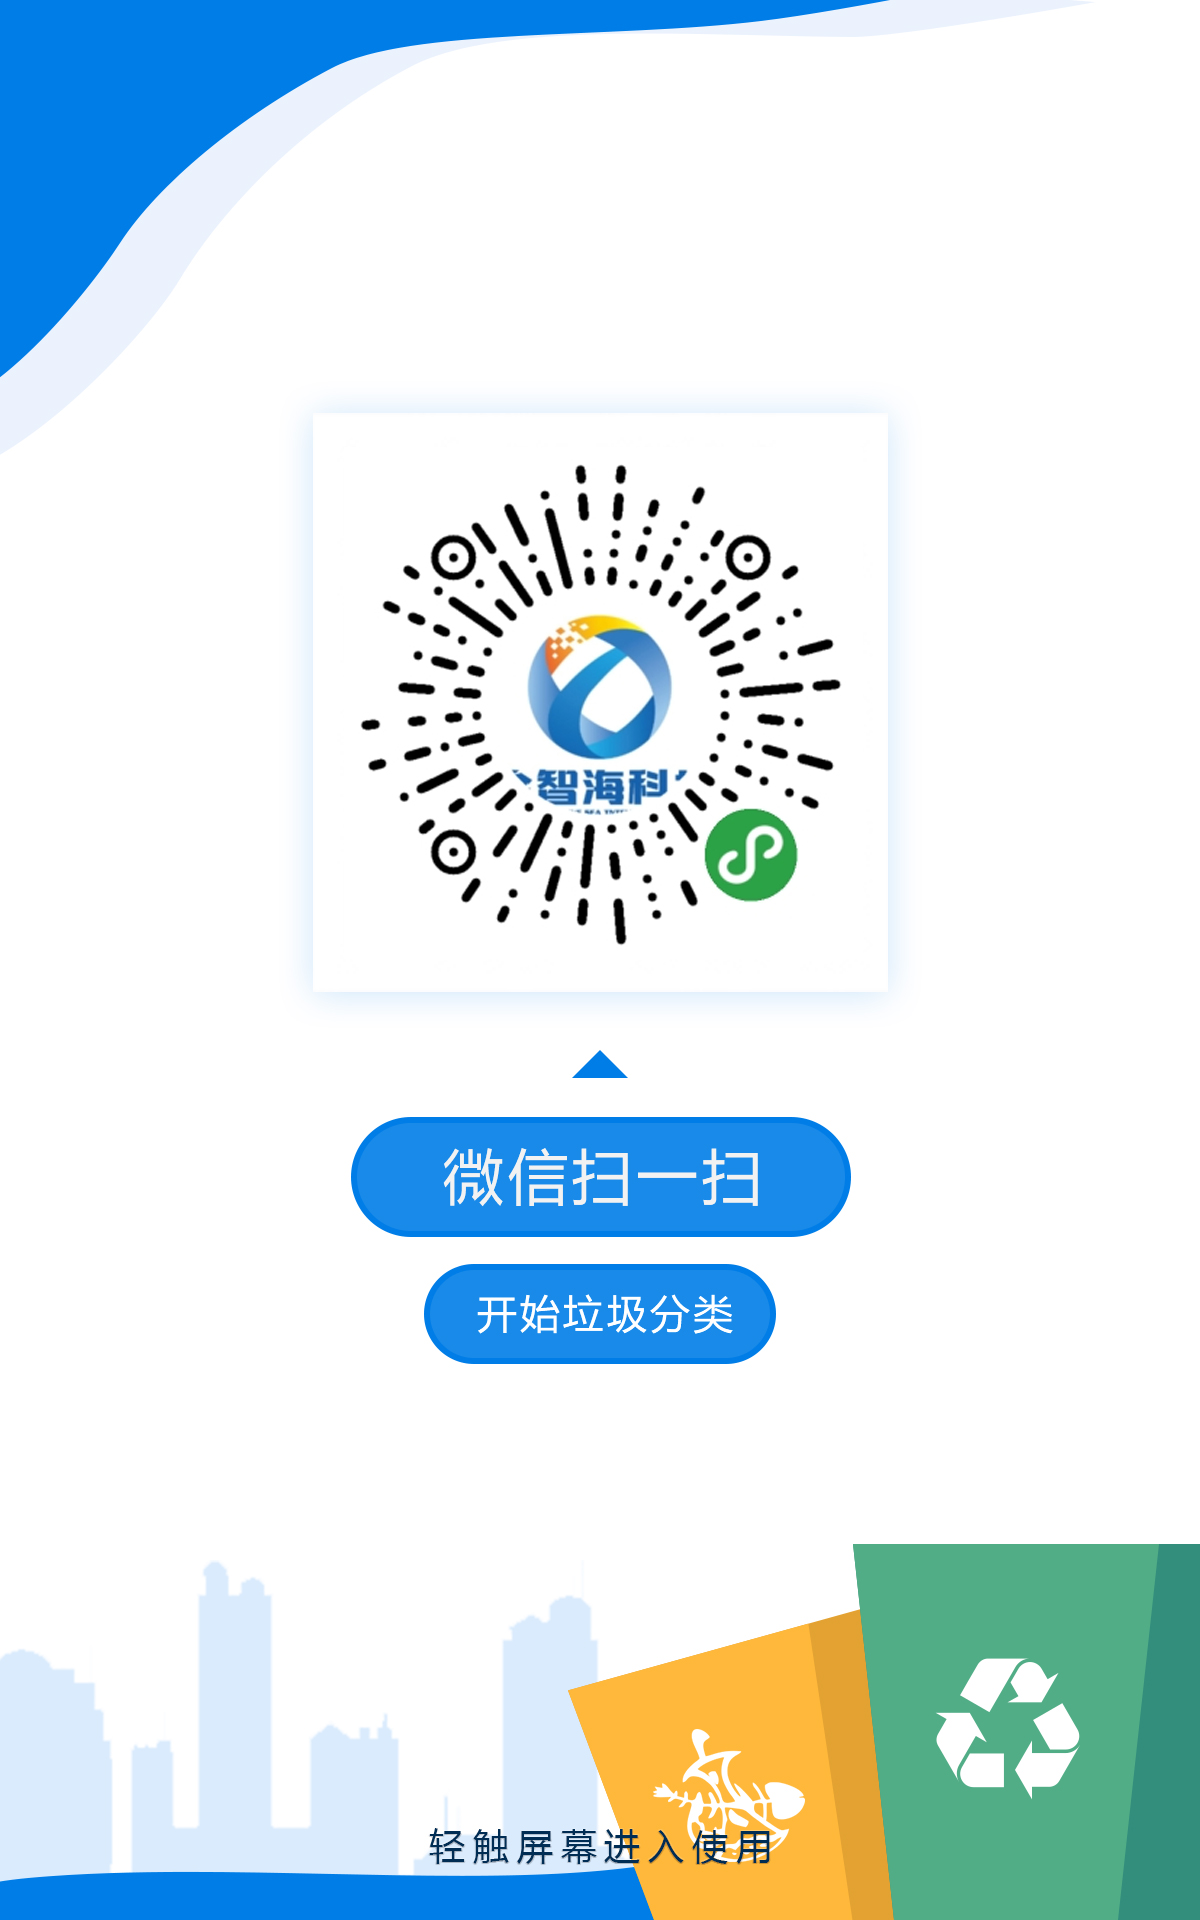 智海科
微信扫一扫
开始垃圾分类
轻触屏幕进入使用